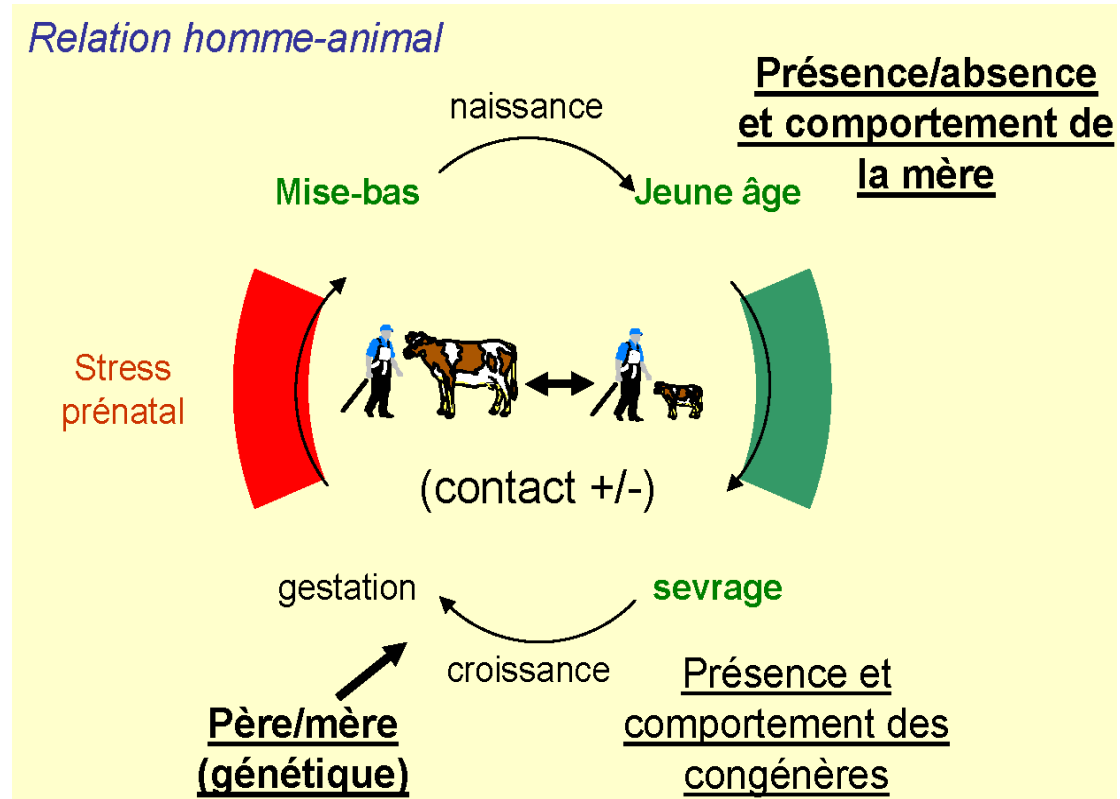 Relation homme-animal
Présence/absence
et comportement de
la mère
naissance
Mise-bas
Jeune âge
Stress
prénatal
(contact +/-)
gestation
sevrage
croissance
Père/mère
(génétique)
Présence et
comportement des
congénères